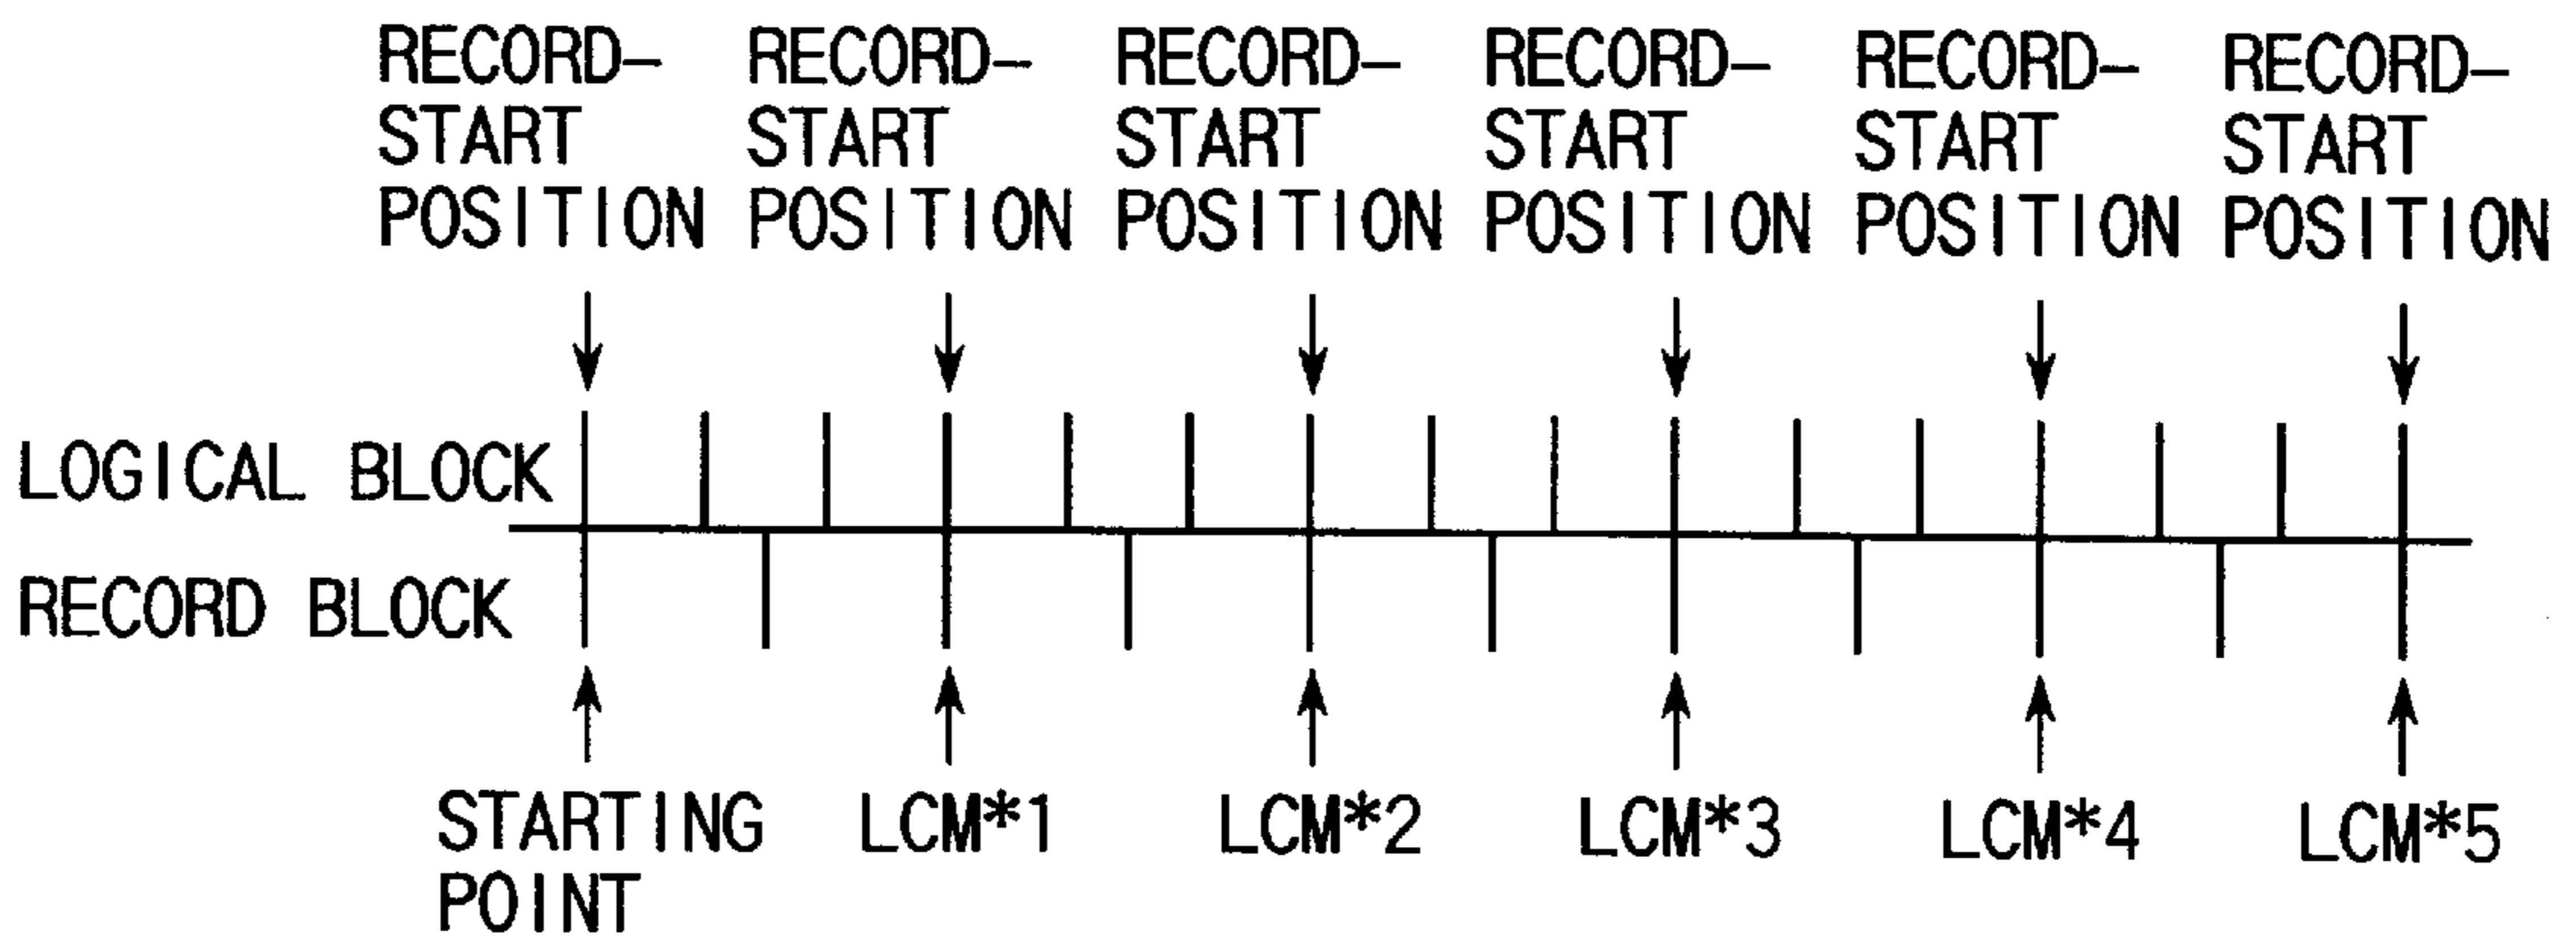 RECORD-
START
POSITION
RECORD-
START
POSITION
RECORD-
START
POSITION
RECORD-
START
POSITION
RECORD-
START
POSITION
RECORD-
START
POSITION
LOGICAL BLOCK
RECORD BLOCK
STARTING
POINT
LCM*1
LCM*2
LCM*3
LCM*4
LCM*5